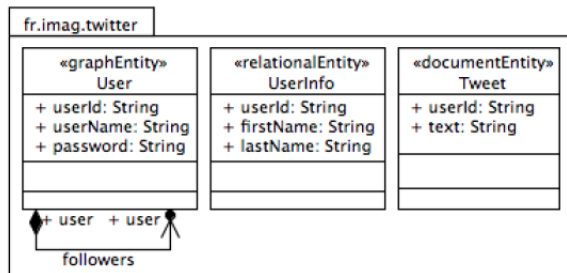 fr.imag.twitter
«graphEntity»
User
+ userId: String
+ userName: String
+ password: String
«relationalEntity»
UserInfo
+ userId: String
+ firstName: String
+ lastName: String
«documentEntity»
Tweet
+ userId: String
+ text: String
+ user + user
followers